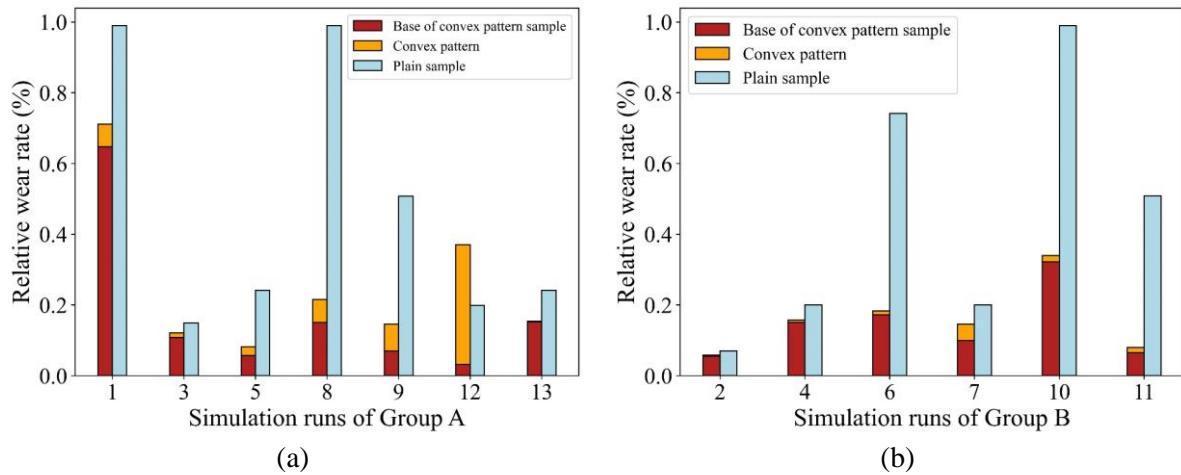 Relative wear rate (%)
1.0
0.8
0.6
0.4
0.2
0.0
Base of convex pattern sample
Convex pattern
Plain sample
1 3 5 8 9 12 13
Simulation runs of Group A
(a)
Relative wear rate (%)
1.0
0.8
0.6
0.4
0.2
0.0
Base of convex pattern sample
Convex pattern
Plain sample
2 4 6 7 10 11
Simulation runs of Group B
(b)